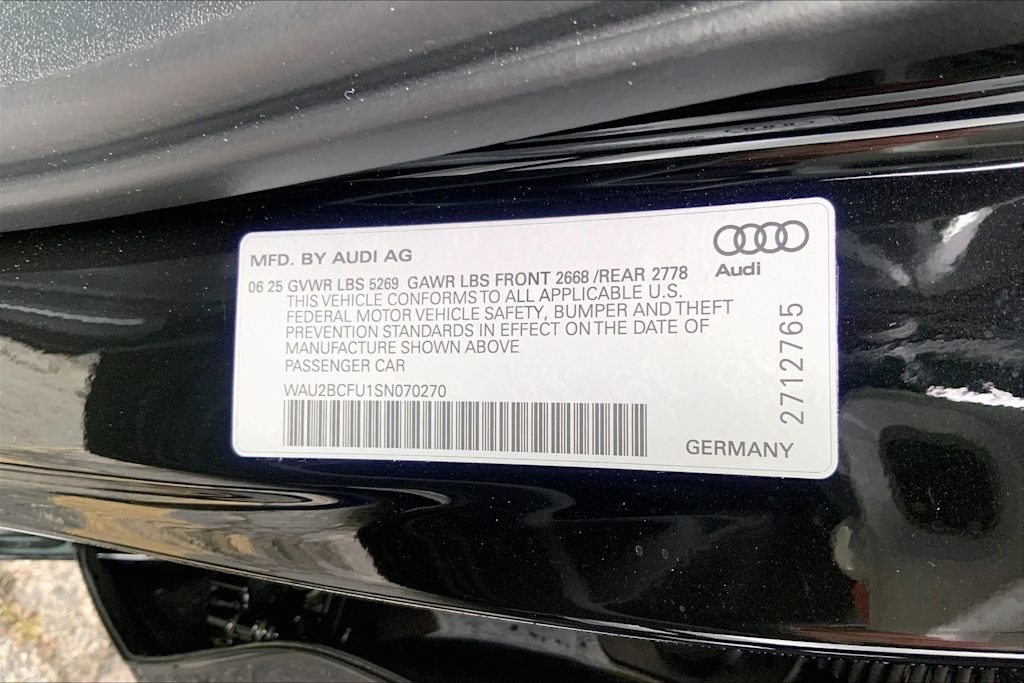 MFD. BY AUDI AG
Audi
06 25 GVWR LBS 5269 GAWR LBS FRONT 2668 /REAR 2778
THIS VEHICLE CONFORMS TO ALL APPLICABLE U.S.
FEDERAL MOTOR VEHICLE SAFETY, BUMPER AND THEFT
PREVENTION STANDARDS IN EFFECT ON THE DATE OF
MANUFACTURE SHOWN ABOVE
PASSENGER CAR
WAU2BCFU1SN070270
2712765
GERMANY